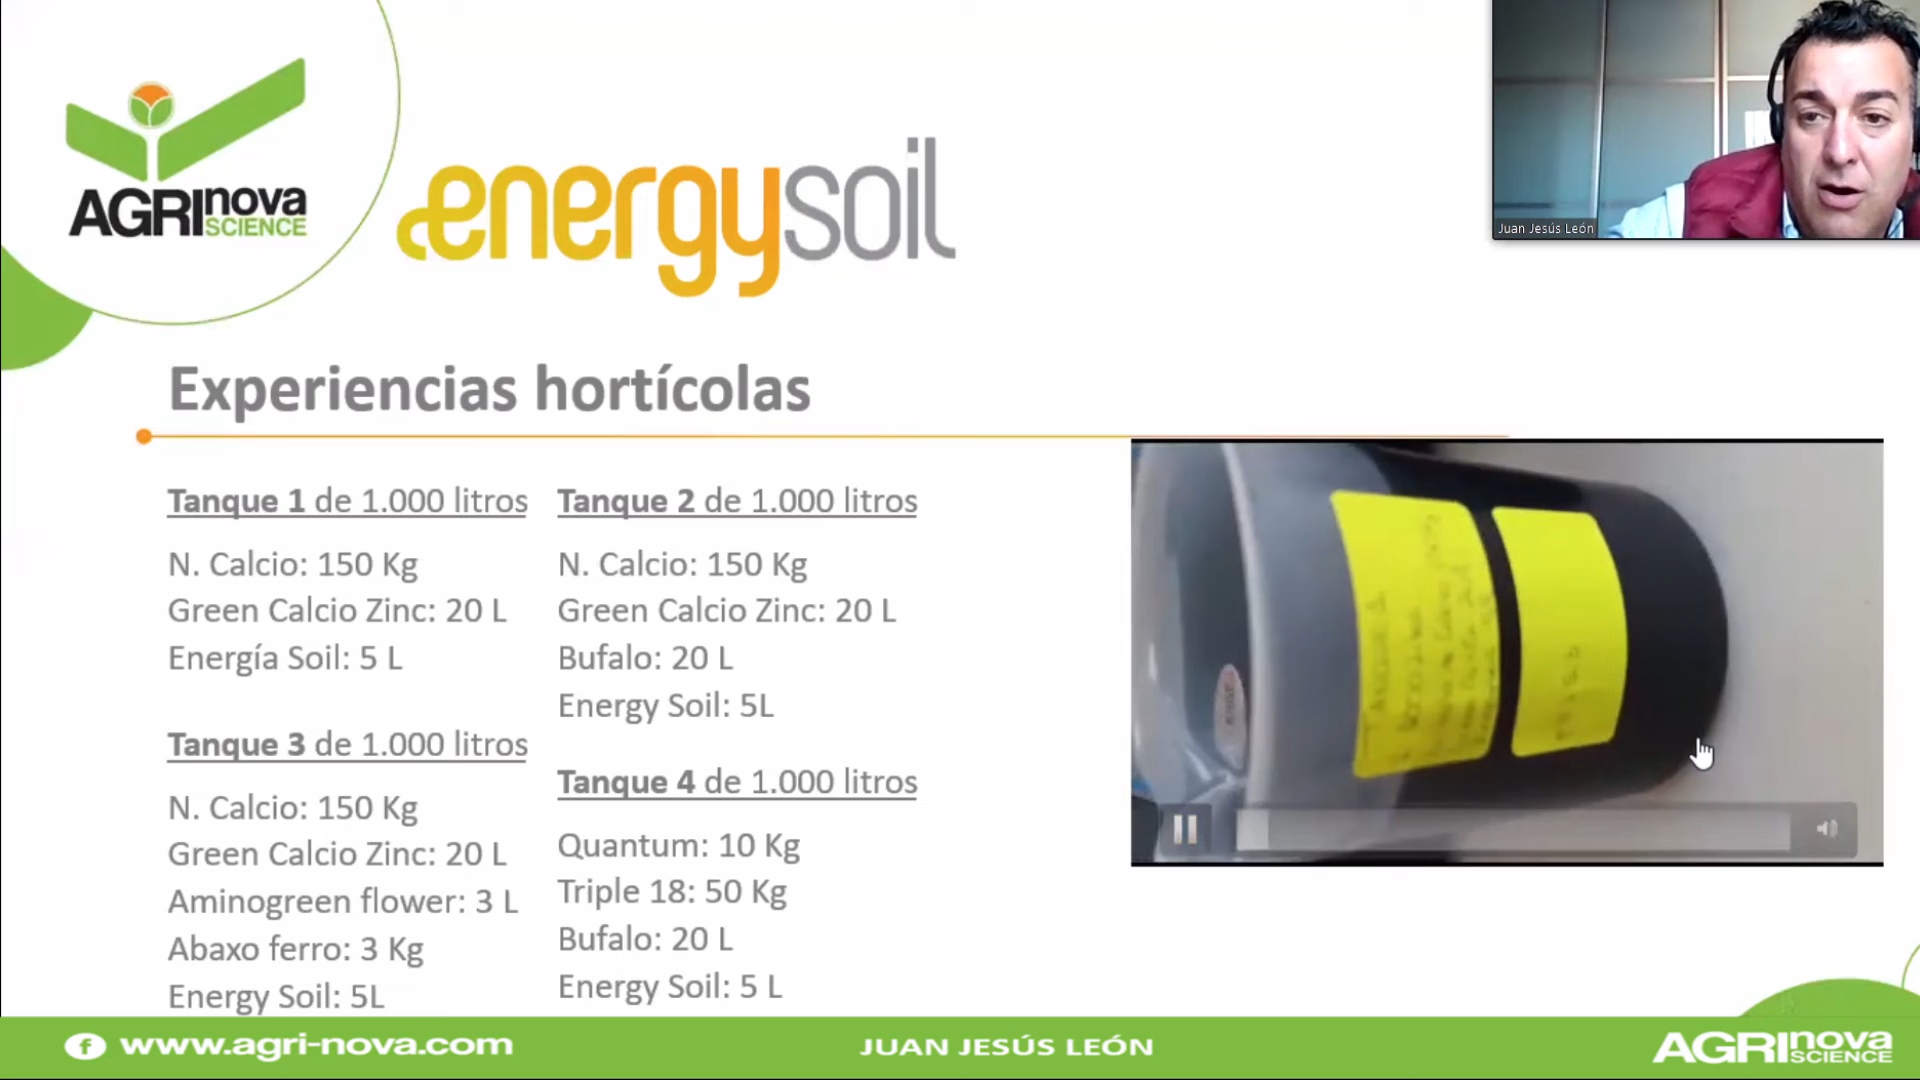 AGRInova
SCIENCE
energysoil
Juan Jesús León
Experiencias hortícolas
Tanque 1 de 1.000 litros
N. Calcio: 150 Kg
Green Calcio Zinc: 20 L
Energía Soil: 5 L
Tanque 2 de 1.000 litros
N. Calcio: 150 Kg
Green Calcio Zinc: 20 L
Bufalo: 20 L
Energy Soil: 5L
Tanque 3 de 1.000 litros
N. Calcio: 150 Kg
Green Calcio Zinc: 20 L
Aminogreen flower: 3 L
Abaxo ferro: 3 Kg
Energy Soil: 5L
Tanque 4 de 1.000 litros
Quantum: 10 Kg
Triple 18: 50 Kg
Bufalo: 20 L
Energy Soil: 5 L
www.agri-nova.com
JUAN JESÚS LEÓN
AGRInova
SCIENCE